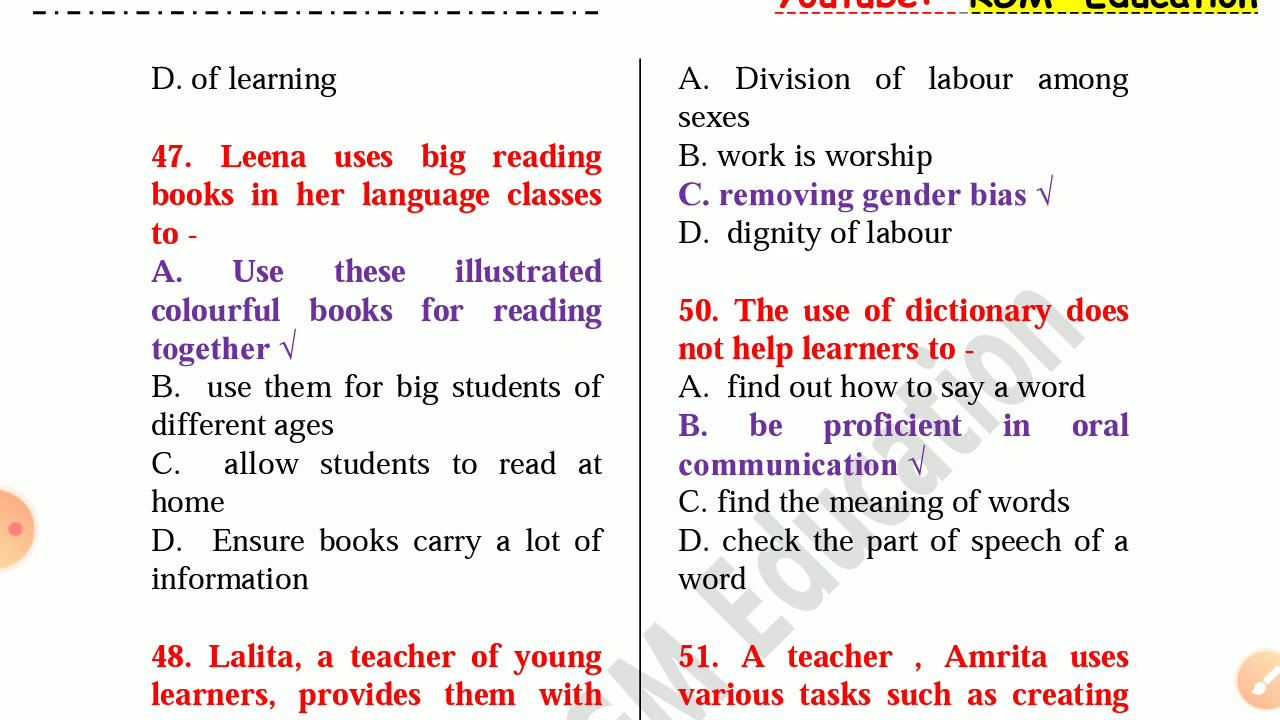 Youtube: KGM Education
D. of learning
47. Leena uses big reading
books in her language classes
to -
A. Use these illustrated
colourful books for reading
together √
B. use them for big students of
different ages
C. allow students to read at
home
D. Ensure books carry a lot of
information
48. Lalita, a teacher of young
learners, provides them with
A. Division of labour among
sexes
B. work is worship
C. removing gender bias √
D. dignity of labour
50. The use of dictionary does
not help learners to -
A. find out how to say a word
B. be proficient in oral
communication √
C. find the meaning of words
D. check the part of speech of a
word
51. A teacher , Amrita uses
various tasks such as creating
GM Education